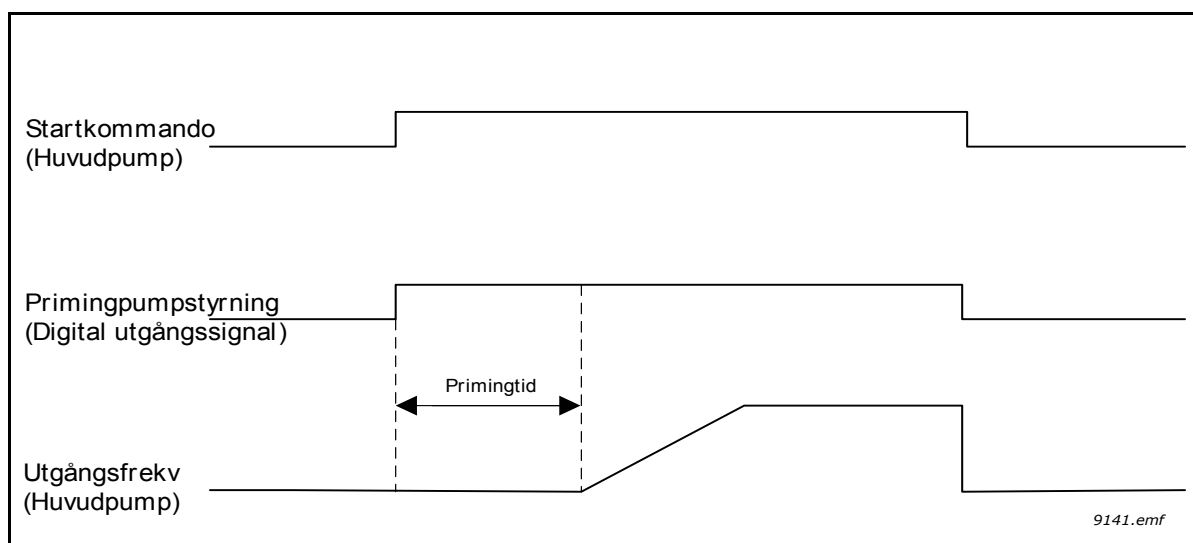 Startkommando
(Huvudpump)
Primingpumpstyrning
(Digital utgångssignal)
Primingtid
Utgångsfrekv
(Huvudpump)
9141.emf